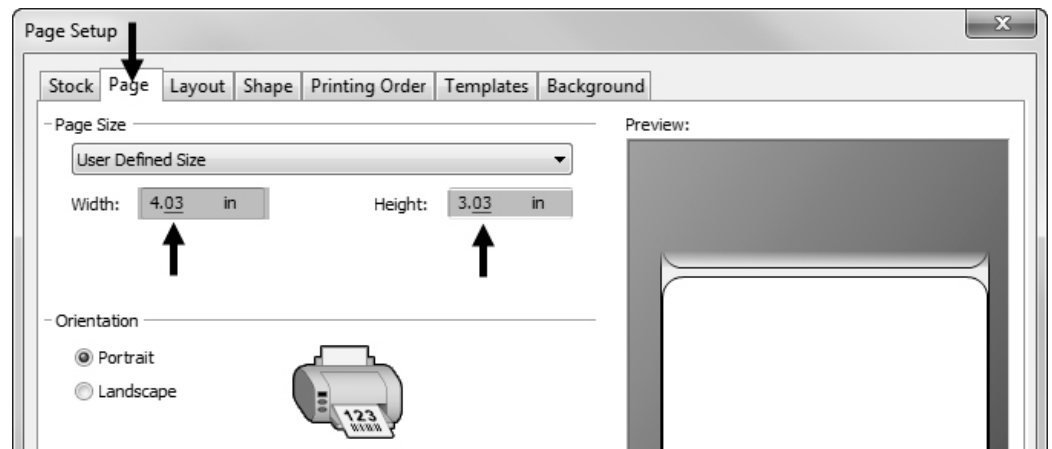 Page Setup
x
Stock Page Layout Shape Printing Order Templates Background
Page Size
Preview:
User Defined Size
Width: 4.03 in Height: 3.03 in
Orientation
Portrait
Landscape
123